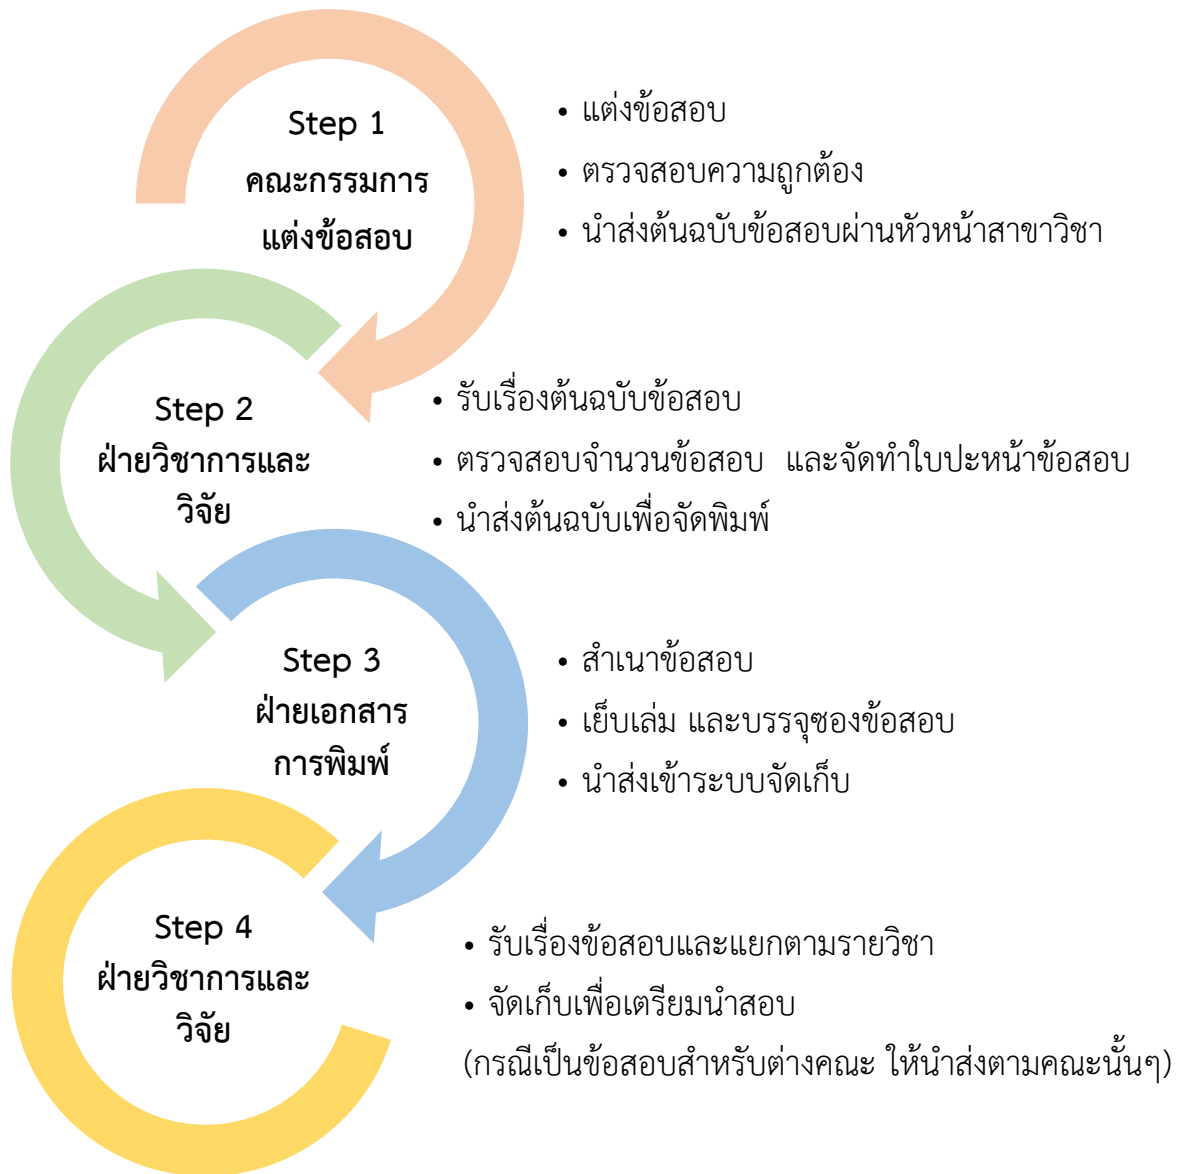 Step 1
คณะกรรมการ
แต่งข้อสอบ
• แต่งข้อสอบ
• ตรวจสอบความถูกต้อง
• นำส่งต้นฉบับข้อสอบผ่านหัวหน้าสาขาวิชา
Step 2
ฝ่ายวิชาการและ
วิจัย
• รับเรื่องต้นฉบับข้อสอบ
• ตรวจสอบจำนวนข้อสอบ และจัดทำใบปะหน้าข้อสอบ
• นำส่งต้นฉบับเพื่อจัดพิมพ์
Step 3
ฝ่ายเอกสาร
การพิมพ์
• สำเนาข้อสอบ
• เย็บเล่ม และบรรจุซองข้อสอบ
• นำส่งเข้าระบบจัดเก็บ
Step 4
ฝ่ายวิชาการและ
วิจัย
• รับเรื่องข้อสอบและแยกตามรายวิชา
• จัดเก็บเพื่อเตรียมนำสอบ
(กรณีเป็นข้อสอบสำหรับต่างคณะ ให้นำส่งตามคณะนั้นๆ)